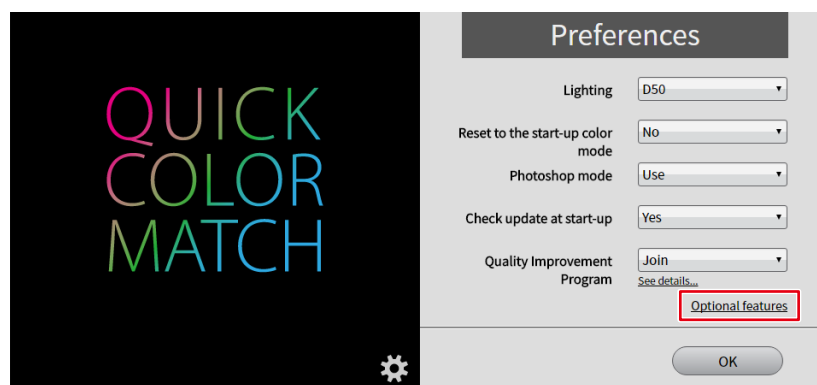 QUICK
COLOR
MATCH
Preferences
Lighting D50
Reset to the start-up color No
mode
Photoshop mode Use
Check update at start-up Yes
Quality Improvement Join
Program See details...
Optional features
OK